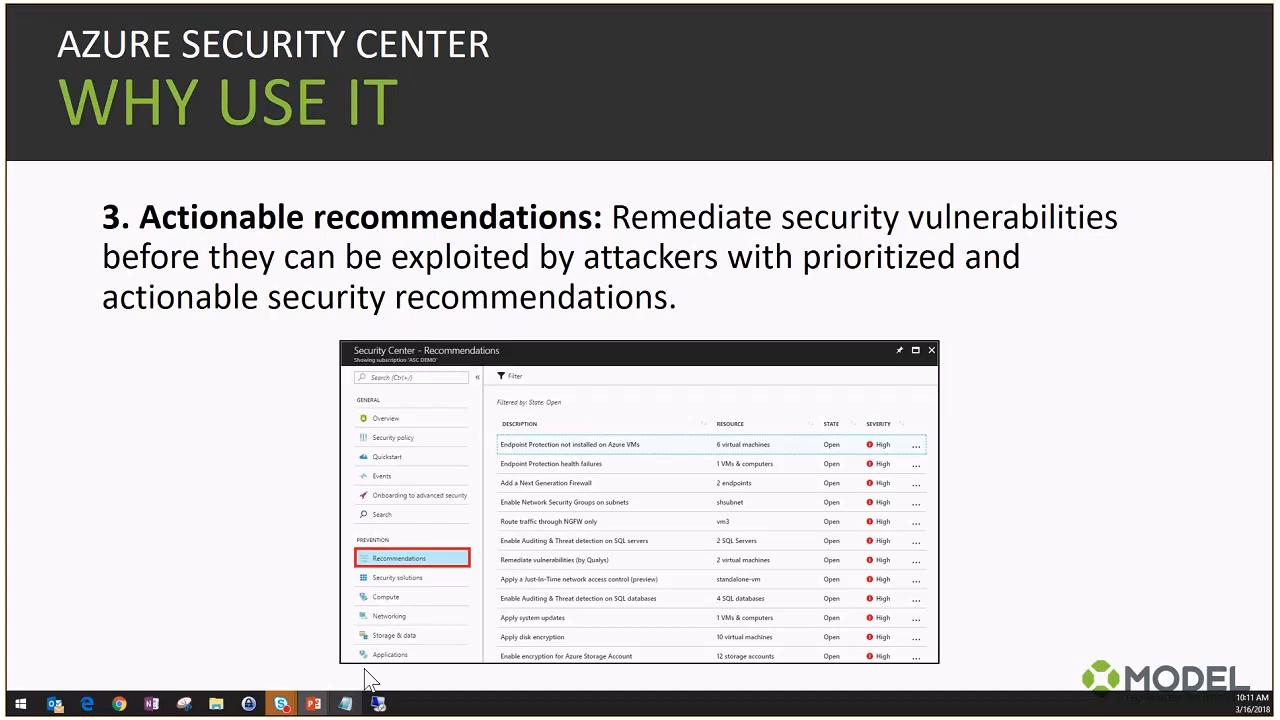 AZURE SECURITY CENTER
WHY USE IT
3. Actionable recommendations: Remediate security vulnerabilities
before they can be exploited by attackers with prioritized and
actionable security recommendations.
Security Center - Recommendations
Showing subscription 'ASC DEMO'
Search (Ctrl+/)
GENERAL
Overview
Security policy
Quickstart
Events
Onboarding to advanced security
Search
PREVENTION
Recommendations
Security solutions
Compute
Networking
Storage & data
Applications
Filter
Filtered by: State: Open
DESCRIPTION RESOURCE STATE SEVERITY
Endpoint Protection not installed on Azure VMs 6 virtual machines Open High ...
Endpoint Protection health failures 1 VMs & computers Open High ...
Add a Next Generation Firewall 2 endpoints Open High ...
Enable Network Security Groups on subnets shsubnet Open High ...
Route traffic through NGFW only vm3 Open High ...
Enable Auditing & Threat detection on SQL servers 2 SQL Servers Open High ...
Remediate vulnerabilities (by Qualys) 2 virtual machines Open High ...
Apply a Just-In-Time network access control (preview) standalone-vm Open High ...
Enable Auditing & Threat detection on SQL databases 4 SQL databases Open High ...
Apply system updates 1 VMs & computers Open High ...
Apply disk encryption 10 virtual machines Open High ...
Enable encryption for Azure Storage Account 12 storage accounts Open High ...
MODEL
10:11 AM
3/16/2018